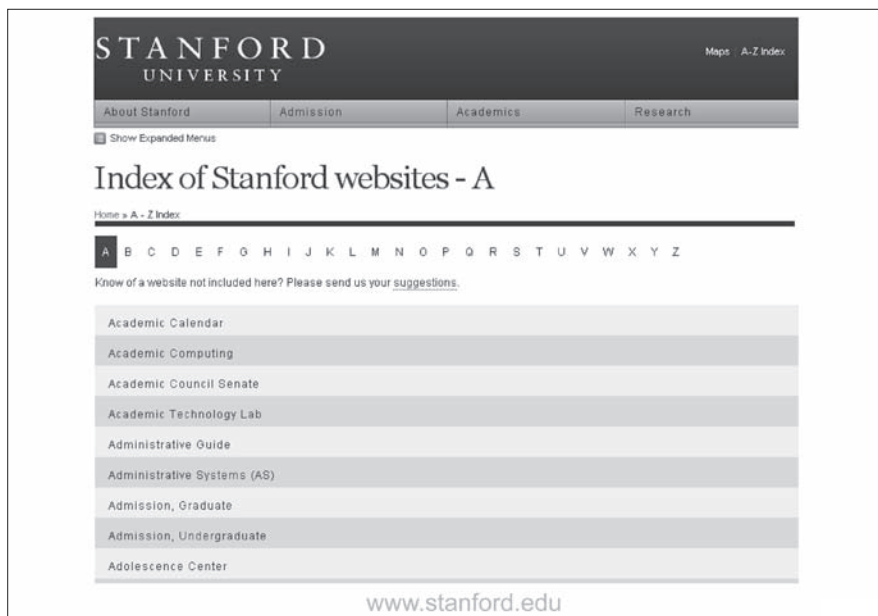 STANFORD
UNIVERSITY
Maps A-Z Index
About Stanford Admission Academics Research
Show Expanded Menus
Index of Stanford websites - A
Home » A - Z Index
A B C D E F G H I J K L M N O P Q R S T U V W X Y Z
Know of a website not included here? Please send us your suggestions.
Academic Calendar
Academic Computing
Academic Council Senate
Academic Technology Lab
Administrative Guide
Administrative Systems (AS)
Admission, Graduate
Admission, Undergraduate
Adolescence Center
www.stanford.edu